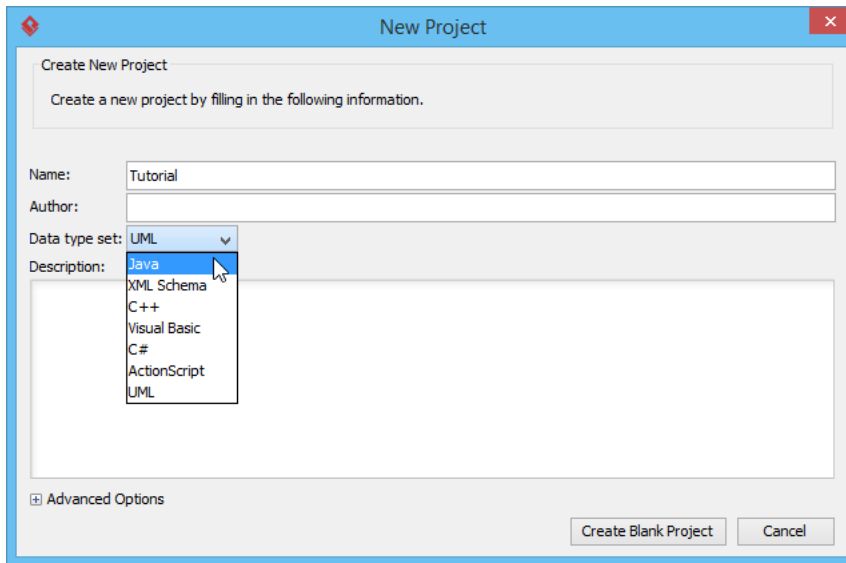 New Project
Create New Project
Create a new project by filling in the following information.
Name: Tutorial
Author:
Data type set: UML
Description:
Java
XML Schema
C++
Visual Basic
C#
ActionScript
UML
Advanced Options
Create Blank Project Cancel